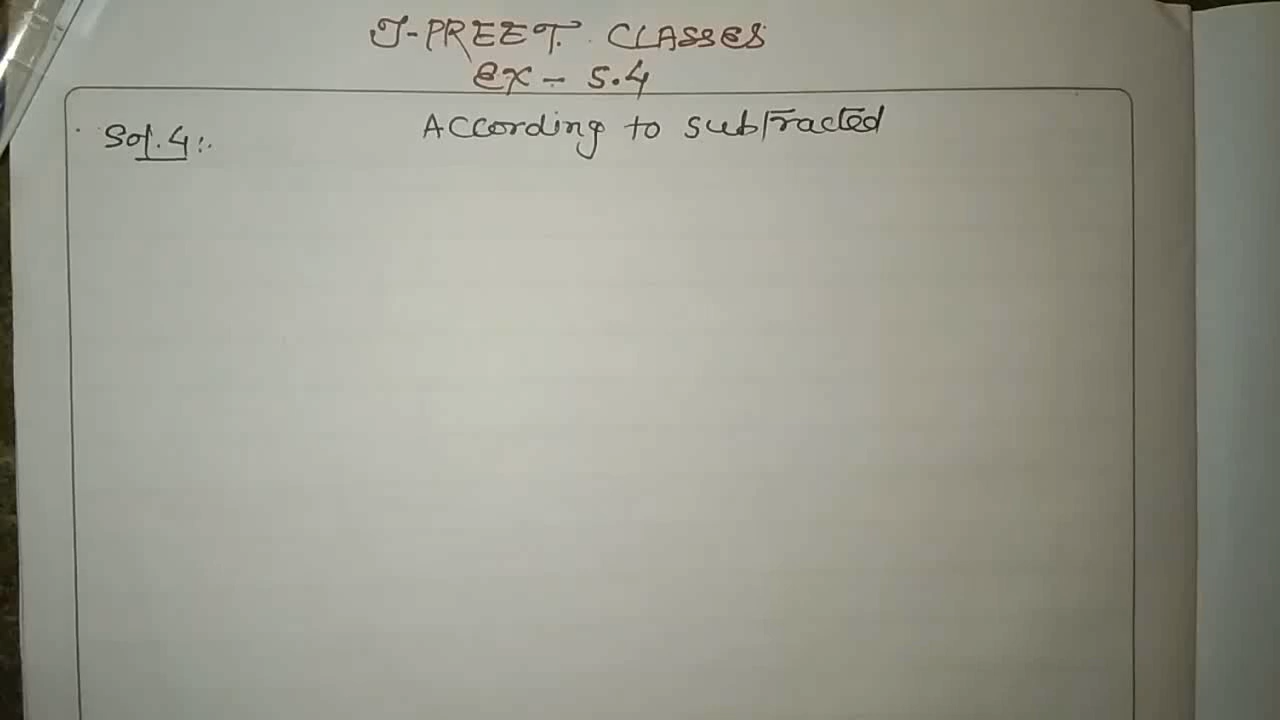 J-PREET. CLASSES
ex - 5.4
According to subtracted
Sol. 4:.